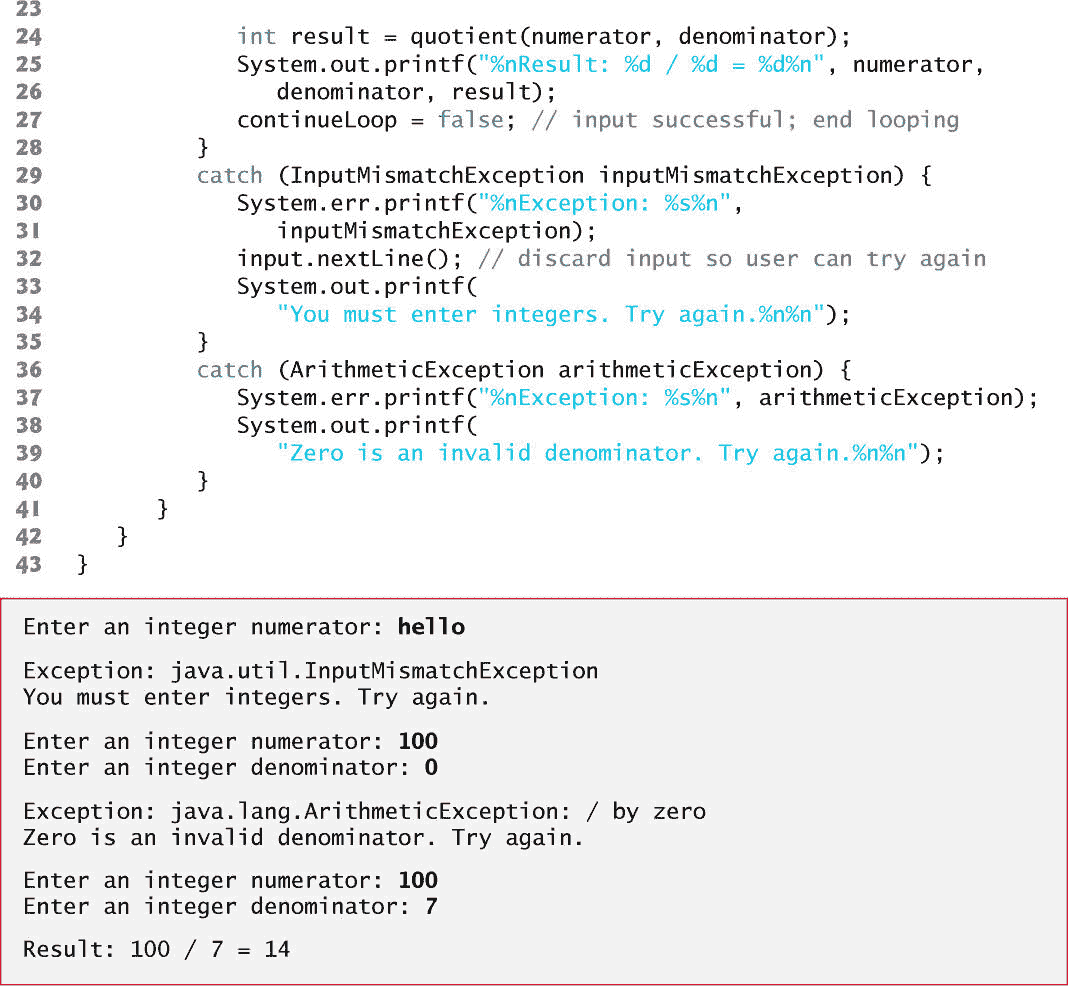 23
24 int result = quotient(numerator, denominator);
25 System.out.printf("%nResult: %d / %d = %d%n", numerator,
26 denominator, result);
27 continueLoop = false; // input successful; end looping
28 }
29 catch (InputMismatchException inputMismatchException) {
30 System.err.printf("%nException: %s%n",
31 inputMismatchException);
32 input.nextLine(); // discard input so user can try again
33 System.out.printf(
34 "You must enter integers. Try again.%n%n");
35 }
36 catch (ArithmeticException arithmeticException) {
37 System.err.printf("%nException: %s%n", arithmeticException);
38 System.out.printf(
39 "Zero is an invalid denominator. Try again.%n%n");
40 }
41 }
42 }
43 }
Enter an integer numerator: hello
Exception: java.util.InputMismatchException
You must enter integers. Try again.
Enter an integer numerator: 100
Enter an integer denominator: 0
Exception: java.lang.ArithmeticException: / by zero
Zero is an invalid denominator. Try again.
Enter an integer numerator: 100
Enter an integer denominator: 7
Result: 100 / 7 = 14